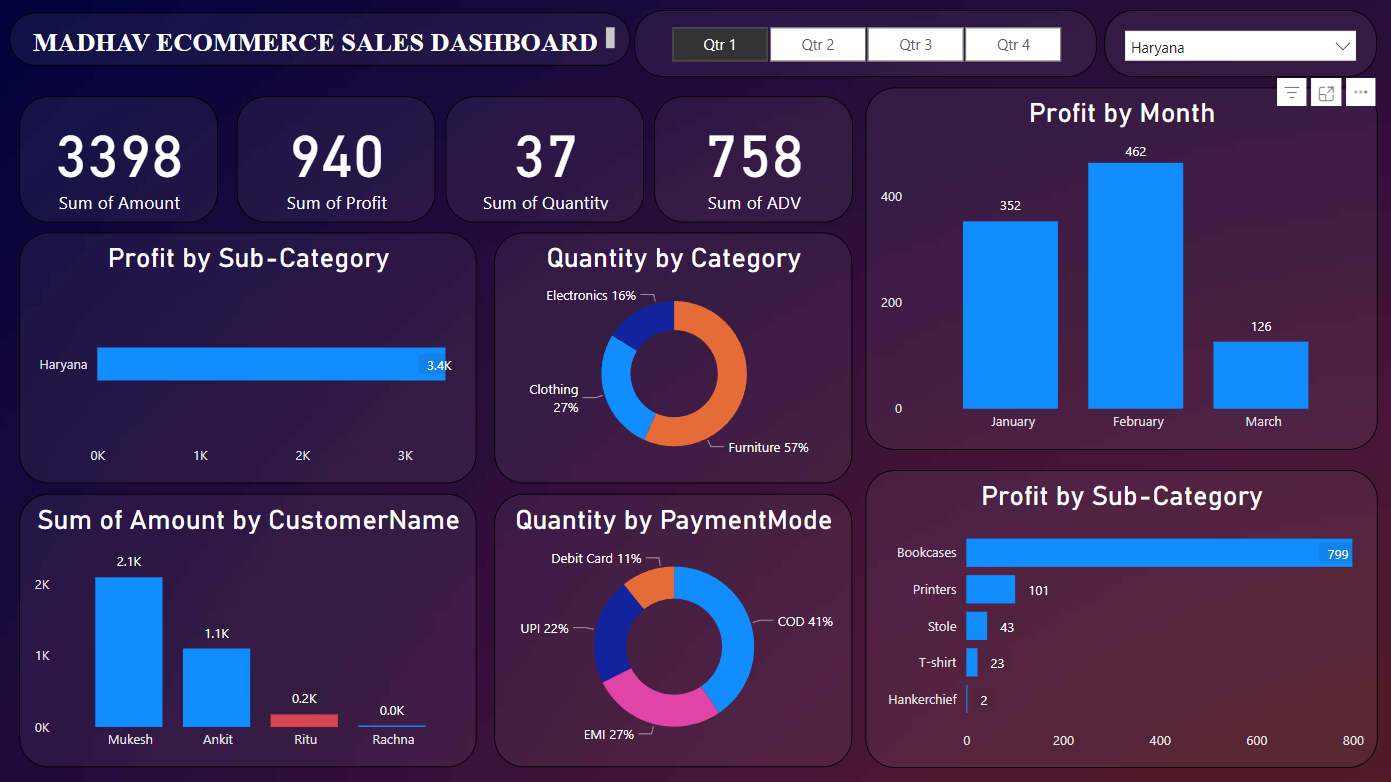 MADHAV ECOMMERCE SALES DASHBOARD
Qtr 1
Qtr 2
Qtr 3
Qtr 4
Haryana
3398
Sum of Amount
940
Sum of Profit
37
Sum of Quantity
758
Sum of ADV
Profit by Month
462
352
126
400
200
0
January
February
March
Profit by Sub-Category
Haryana
3.4K
0K
1K
2K
3K
Quantity by Category
Electronics 16%
Clothing
27%
Furniture 57%
Sum of Amount by CustomerName
2.1K
1.1K
0.2K
0.0K
2K
1K
0K
Mukesh
Ankit
Ritu
Rachna
Quantity by PaymentMode
Debit Card 11%
COD 41%
UPI 22%
EMI 27%
Profit by Sub-Category
Bookcases
799
Printers
101
Stole
43
T-shirt
23
Hankerchief
2
0
200
400
600
800